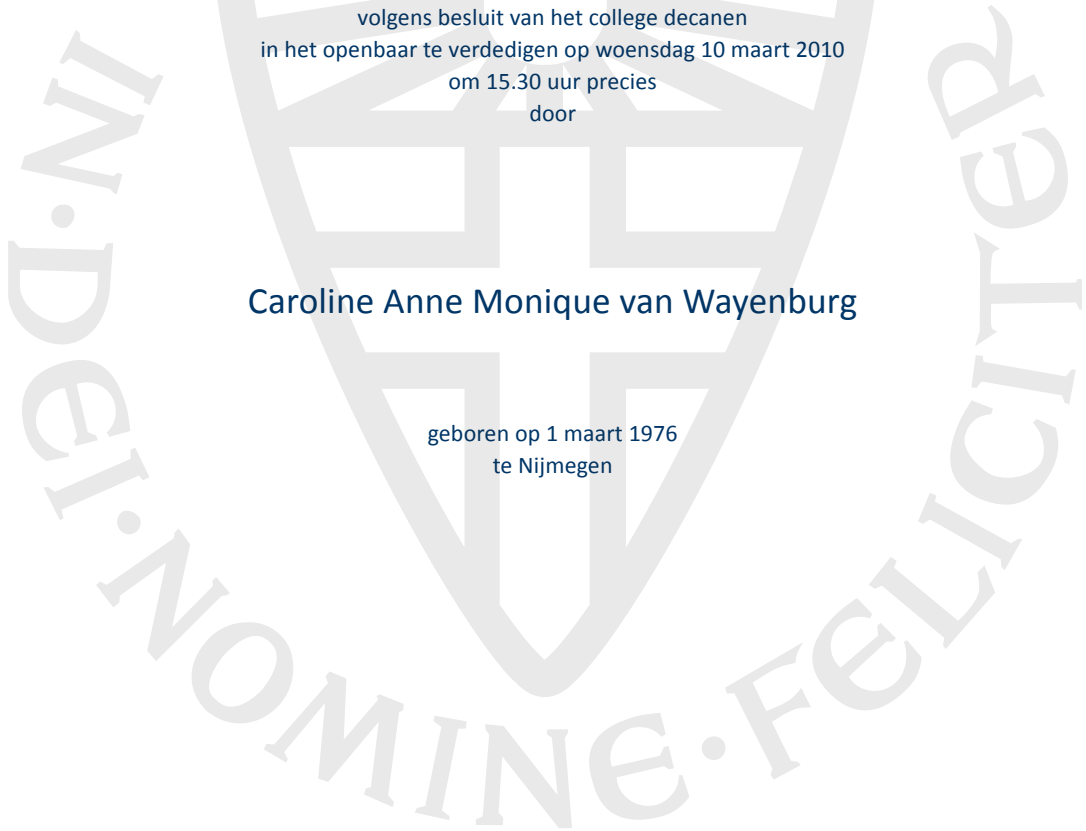 volgens besluit van het college decanen
in het openbaar te verdedigen op woensdag 10 maart 2010
om 15.30 uur precies
door
Caroline Anne Monique van Wayenburg
geboren op 1 maart 1976
te Nijmegen
IN·DEI·NOMINE·FELICITER